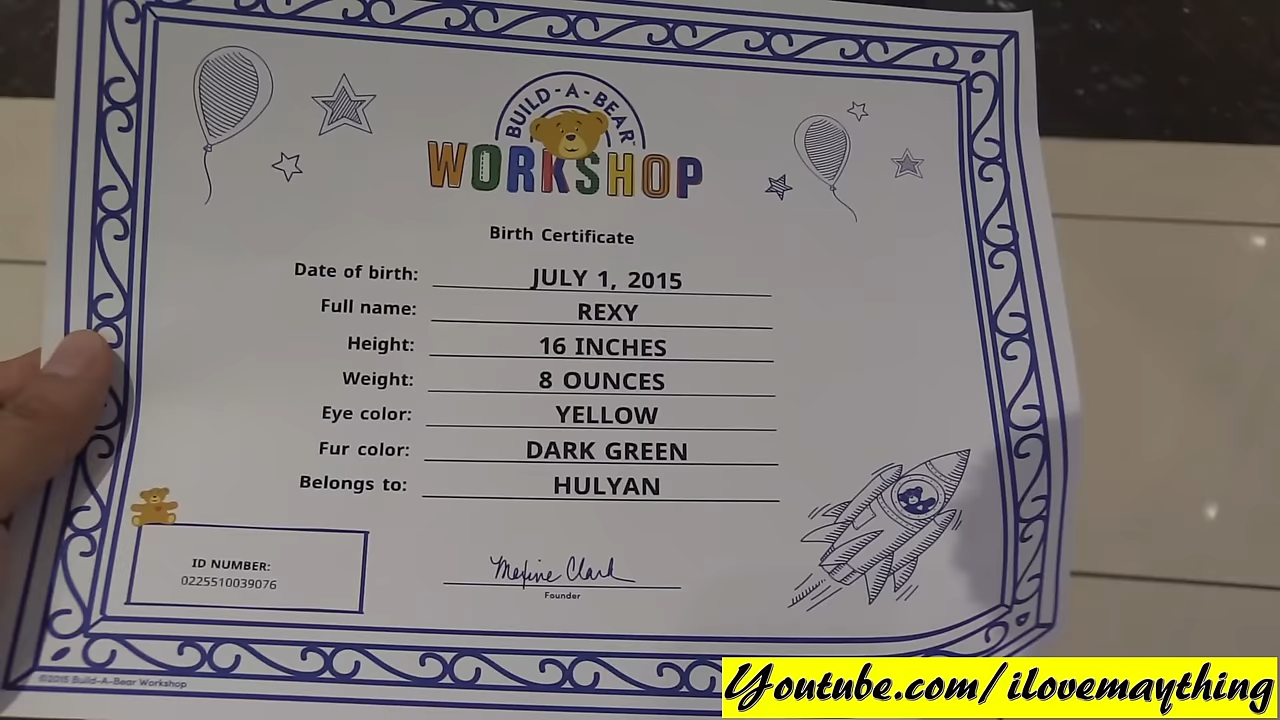 BUILD-A-BEAR
WORKSHOP
Birth Certificate
Date of birth: JULY 1, 2015
Full name: REXY
Height: 16 INCHES
Weight: 8 OUNCES
Eye color: YELLOW
Fur color: DARK GREEN
Belongs to: HULYAN
ID NUMBER:
0225510039076
Maxine Clark
Founder
©2015 Build-A-Bear Workshop
Youtube.com/ilovemaything